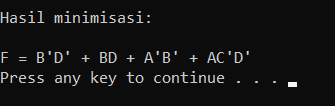 Hasil minimisasi:
F = B'D' + BD + A'B' + AC'D'
Press any key to continue . . .